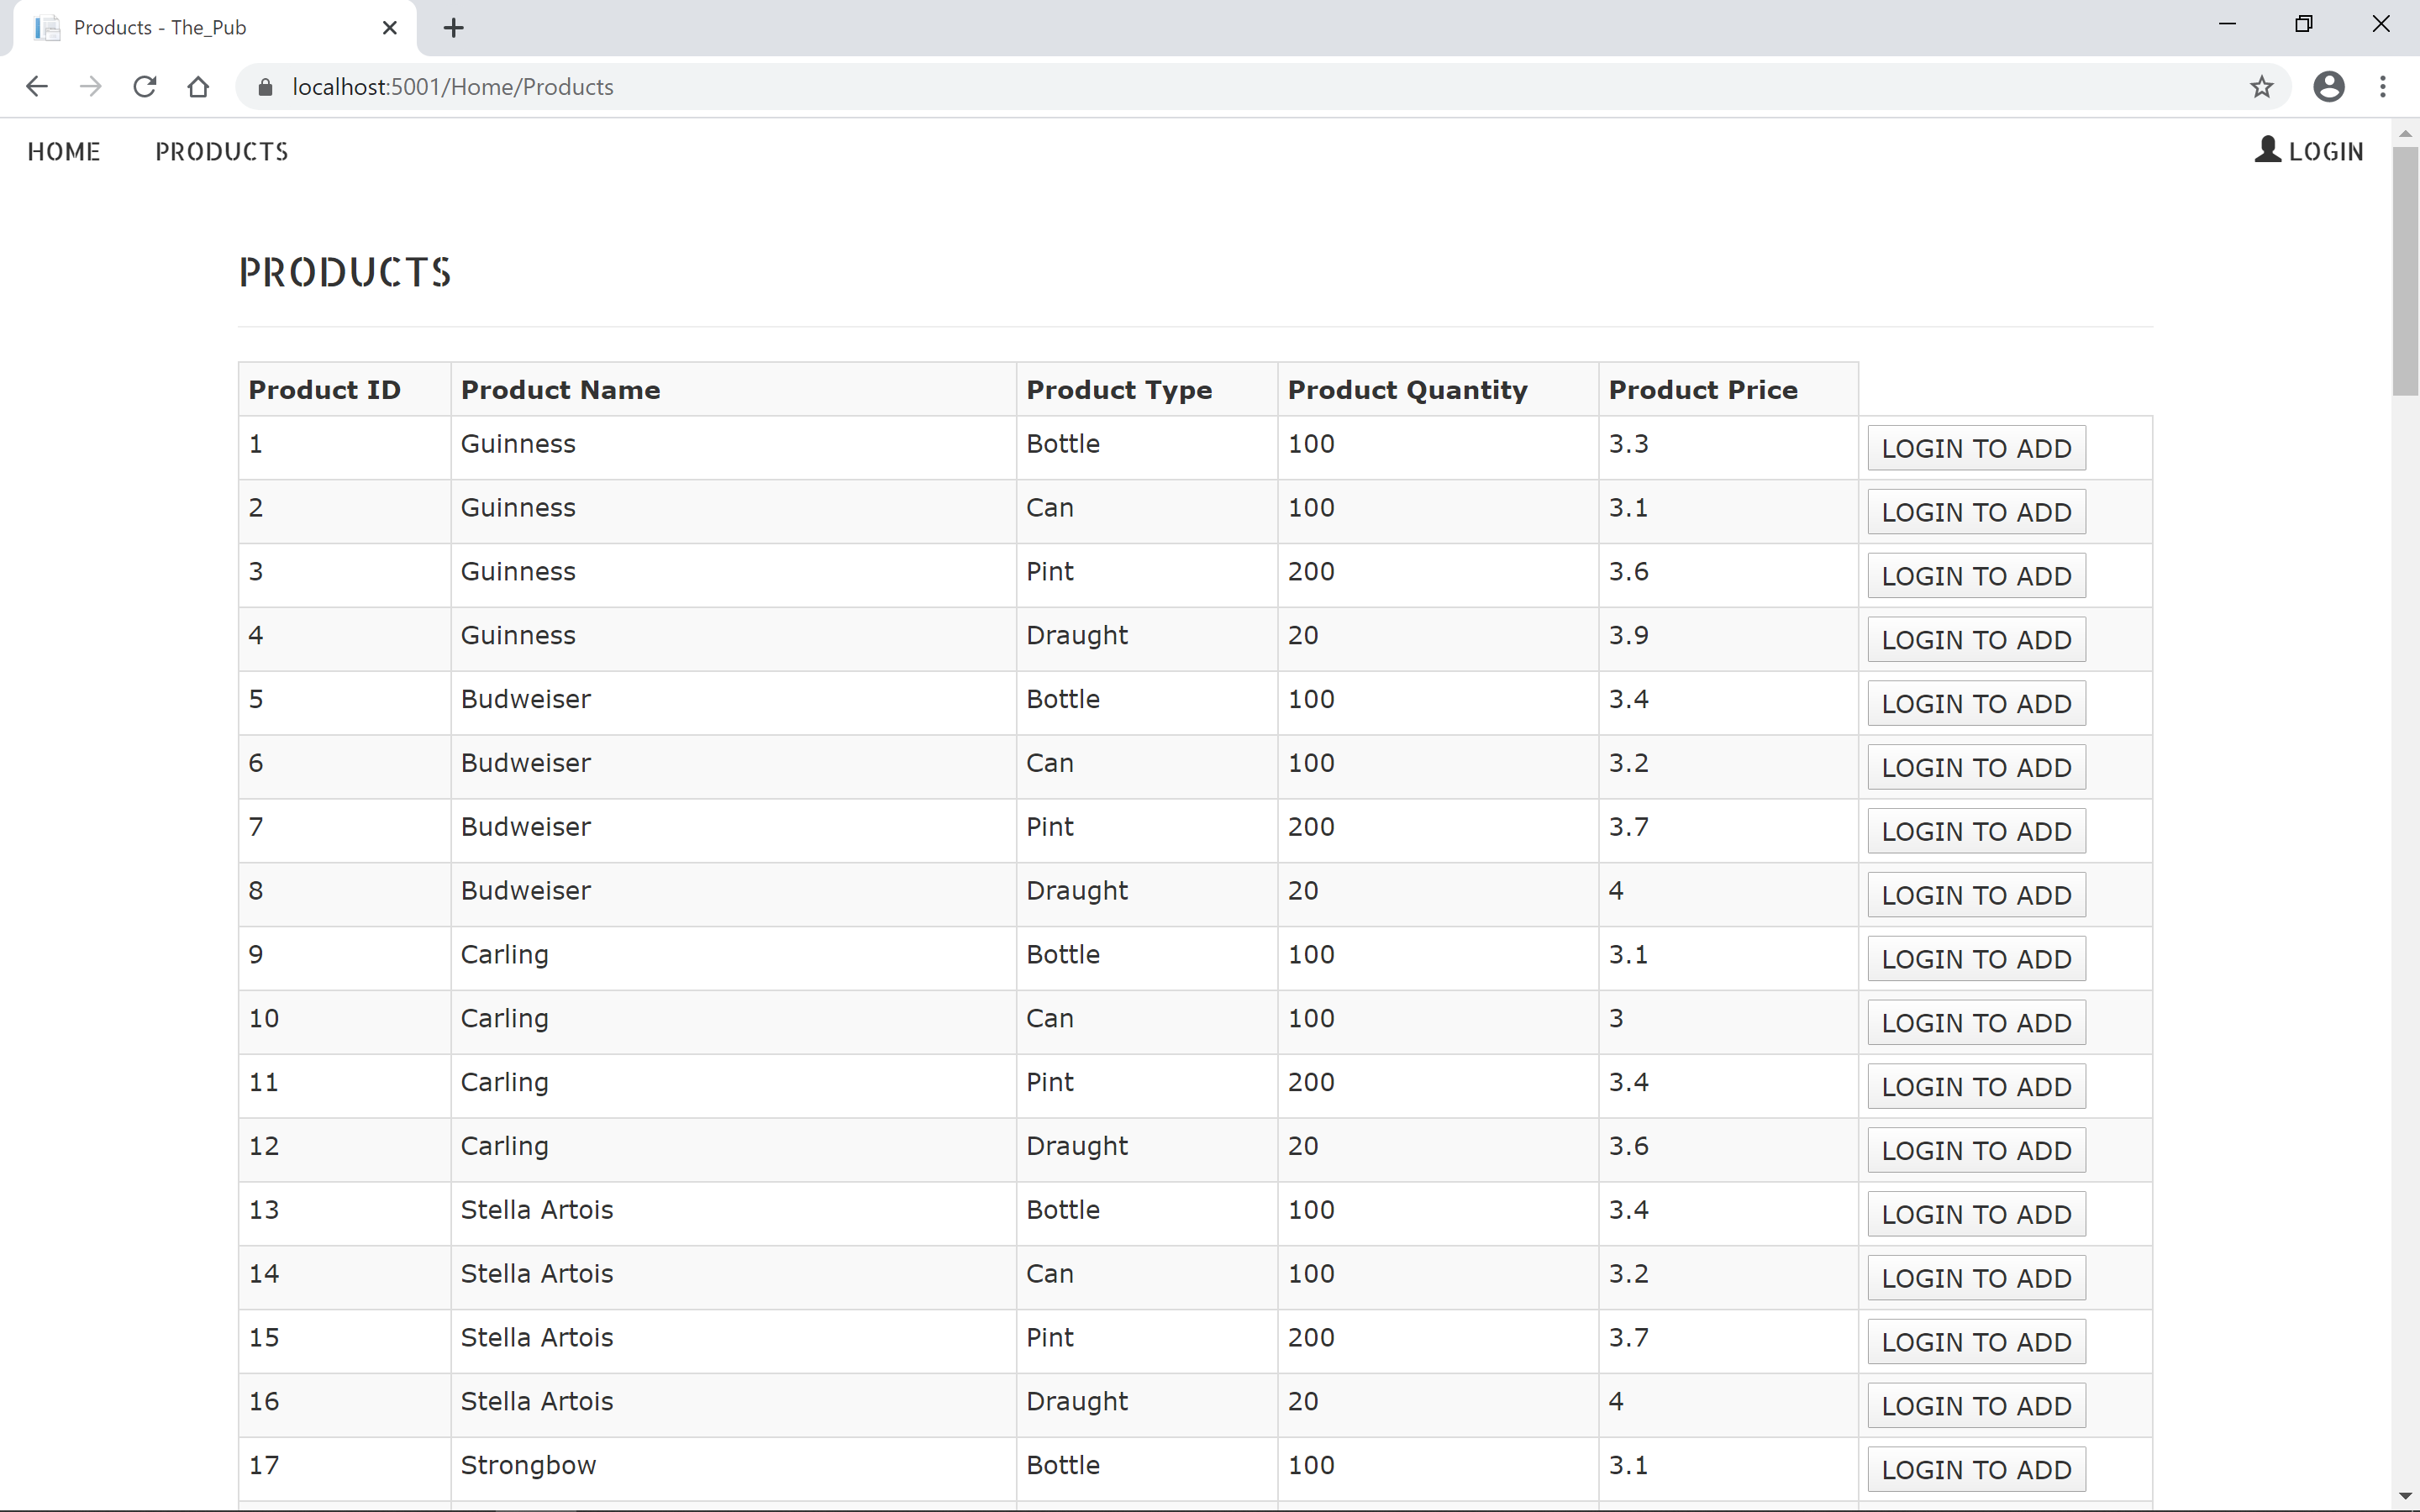 Products - The_Pub
localhost:5001/Home/Products
HOME PRODUCTS LOGIN
PRODUCTS
Product ID Product Name Product Type Product Quantity Product Price
1 Guinness Bottle 100 3.3 LOGIN TO ADD
2 Guinness Can 100 3.1 LOGIN TO ADD
3 Guinness Pint 200 3.6 LOGIN TO ADD
4 Guinness Draught 20 3.9 LOGIN TO ADD
5 Budweiser Bottle 100 3.4 LOGIN TO ADD
6 Budweiser Can 100 3.2 LOGIN TO ADD
7 Budweiser Pint 200 3.7 LOGIN TO ADD
8 Budweiser Draught 20 4 LOGIN TO ADD
9 Carling Bottle 100 3.1 LOGIN TO ADD
10 Carling Can 100 3 LOGIN TO ADD
11 Carling Pint 200 3.4 LOGIN TO ADD
12 Carling Draught 20 3.6 LOGIN TO ADD
13 Stella Artois Bottle 100 3.4 LOGIN TO ADD
14 Stella Artois Can 100 3.2 LOGIN TO ADD
15 Stella Artois Pint 200 3.7 LOGIN TO ADD
16 Stella Artois Draught 20 4 LOGIN TO ADD
17 Strongbow Bottle 100 3.1 LOGIN TO ADD